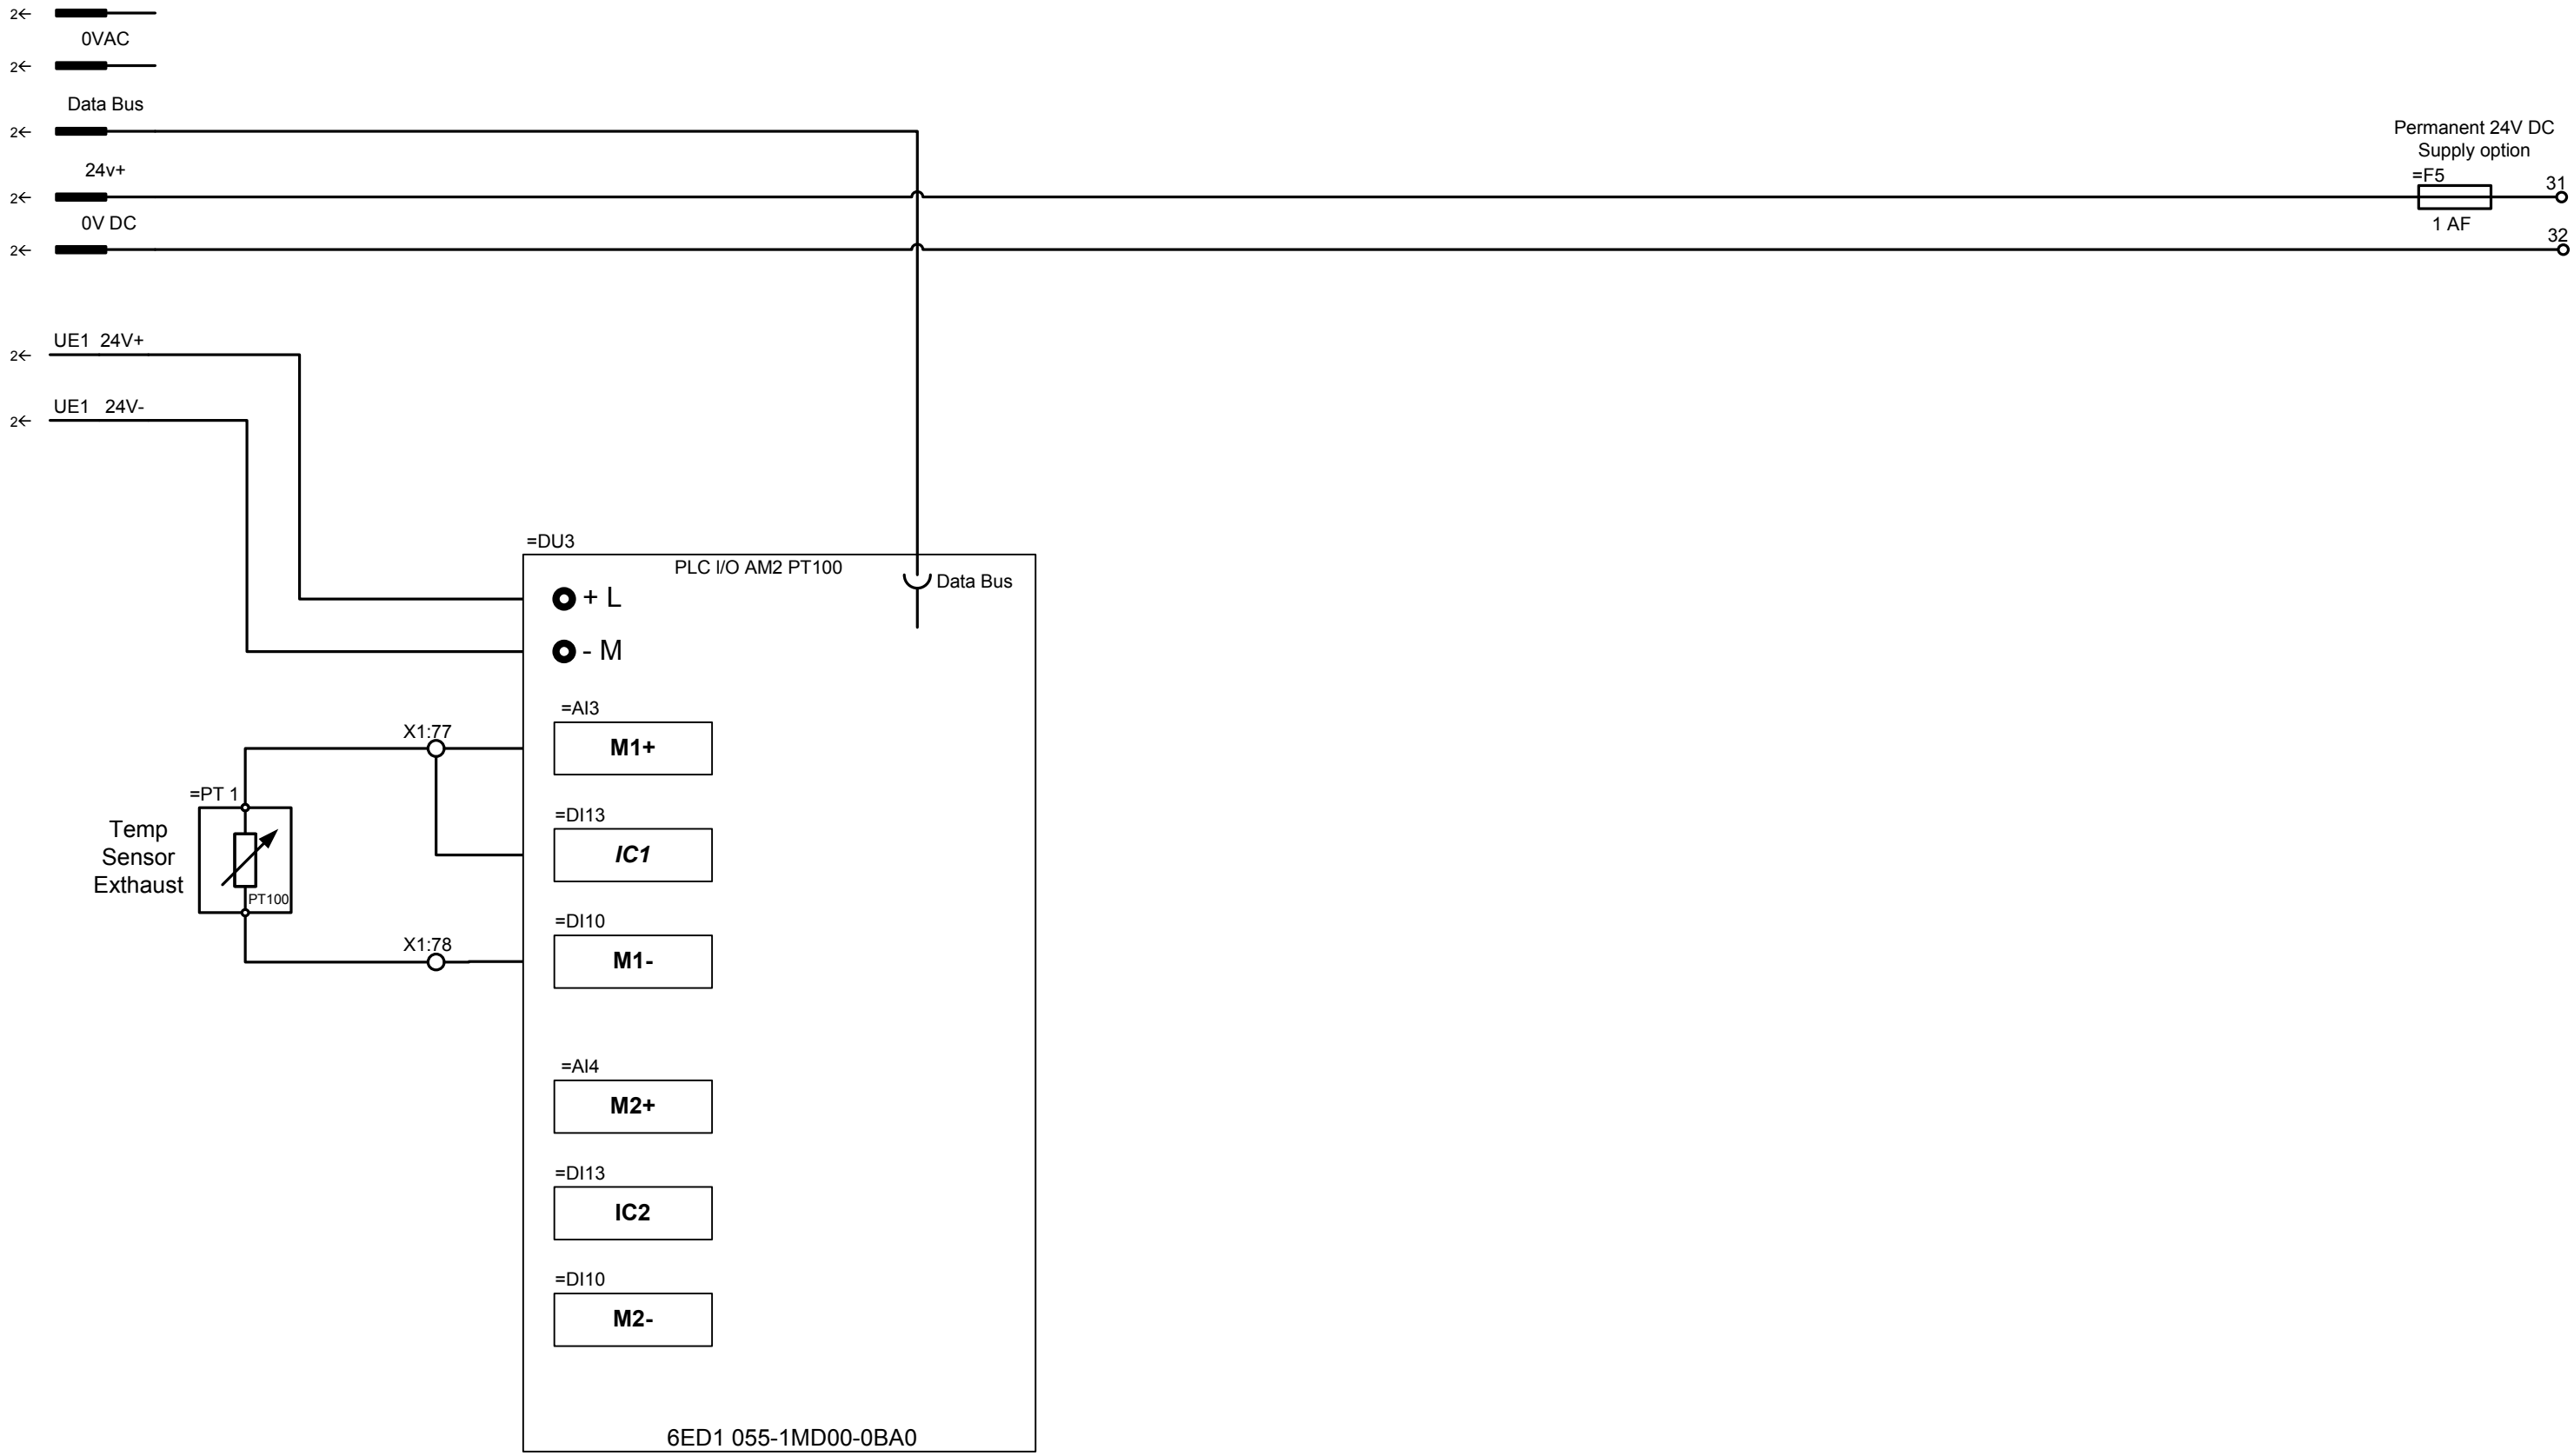 2←
0VAC
2←
Data Bus
2←
24v+
2←
0V DC
2←
Permanent 24V DC
Supply option
=F5
1 AF
31
32
UE1 24V+
2←
UE1 24V-
2←
=DU3
PLC I/O AM2 PT100
Data Bus
+ L
- M
=AI3
M1+
X1:77
=PT 1
Temp
Sensor
Exthaust
PT100
=DI13
IC1
=DI10
M1-
X1:78
=AI4
M2+
=DI13
IC2
=DI10
M2-
6ED1 055-1MD00-0BA0